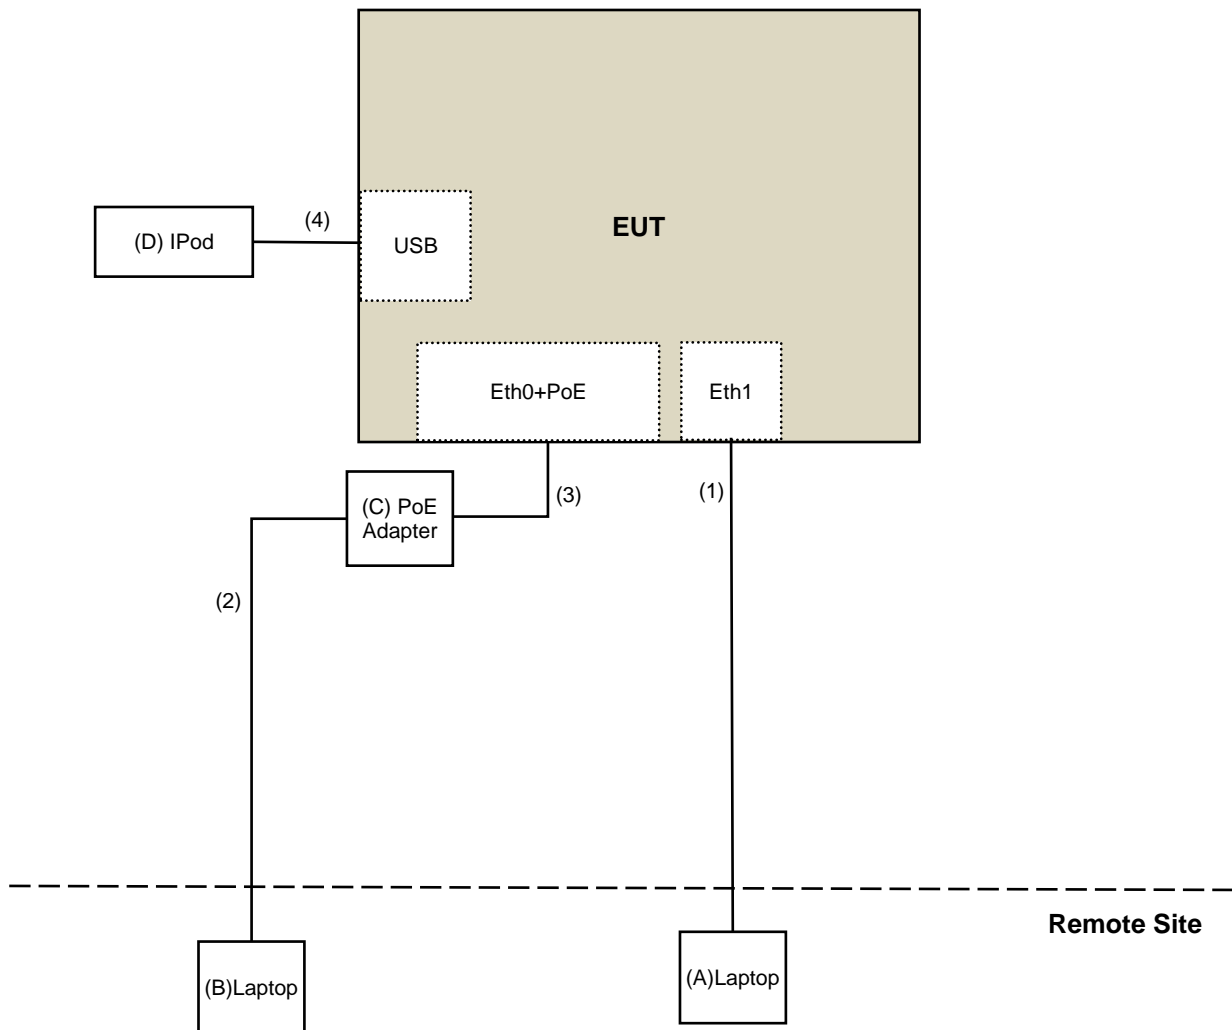 EUT
(4)
(D) IPod
USB
Eth0+PoE
Eth1
(C) PoE
Adapter
(3)
(1)
(2)
Remote Site
(B)Laptop
(A)Laptop